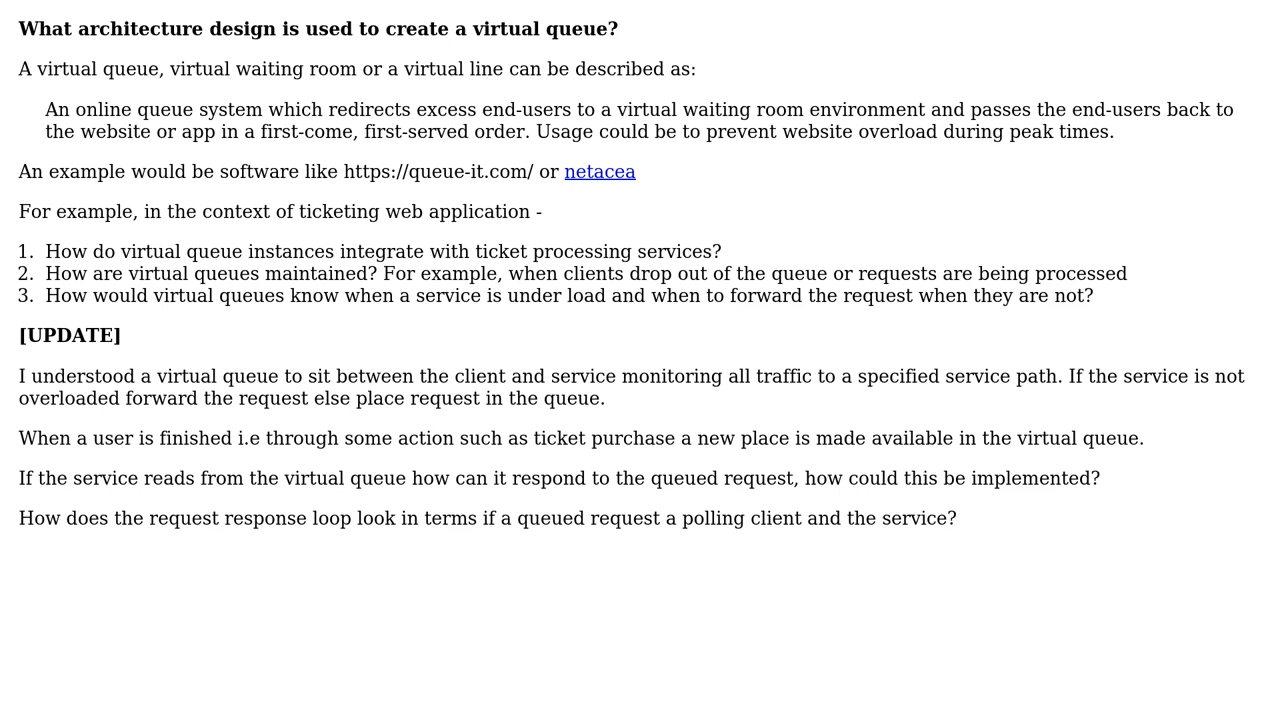 What architecture design is used to create a virtual queue?
A virtual queue, virtual waiting room or a virtual line can be described as:
An online queue system which redirects excess end-users to a virtual waiting room environment and passes the end-users back to
the website or app in a first-come, first-served order. Usage could be to prevent website overload during peak times.
An example would be software like https://queue-it.com/ or netacea
For example, in the context of ticketing web application -
1. How do virtual queue instances integrate with ticket processing services?
2. How are virtual queues maintained? For example, when clients drop out of the queue or requests are being processed
3. How would virtual queues know when a service is under load and when to forward the request when they are not?
[UPDATE]
I understood a virtual queue to sit between the client and service monitoring all traffic to a specified service path. If the service is not
overloaded forward the request else place request in the queue.
When a user is finished i.e through some action such as ticket purchase a new place is made available in the virtual queue.
If the service reads from the virtual queue how can it respond to the queued request, how could this be implemented?
How does the request response loop look in terms if a queued request a polling client and the service?